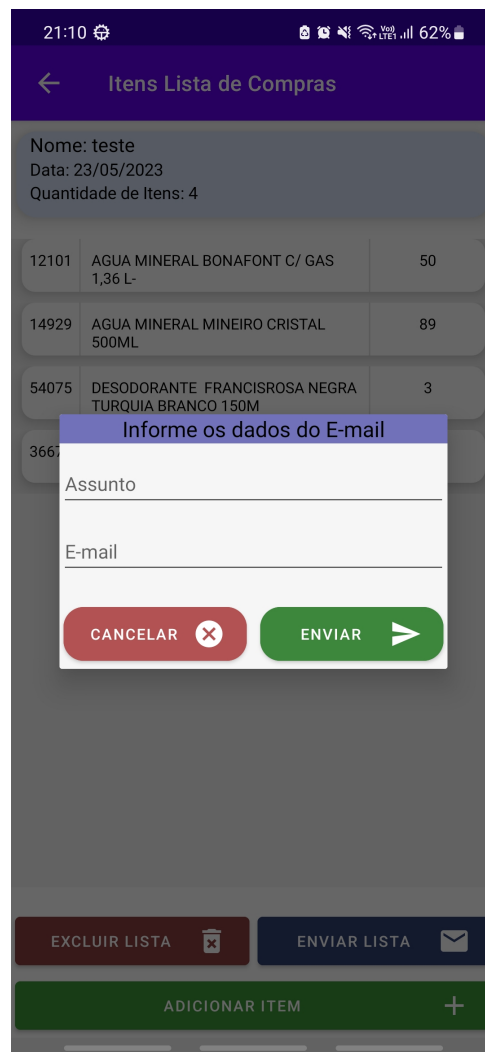 21:10 62%
Itens Lista de Compras
Nome: teste
Data: 23/05/2023
Quantidade de Itens: 4
12101 AGUA MINERAL BONAFONT C/ GAS 50
1,36 L-
14929 AGUA MINERAL MINEIRO CRISTAL 89
500ML
54075 DESODORANTE FRANCISROSA NEGRA 3
TURQUIA BRANCO 150M
Informe os dados do E-mail
Assunto
E-mail
CANCELAR ENVIAR
EXCLUIR LISTA ENVIAR LISTA
ADICIONAR ITEM